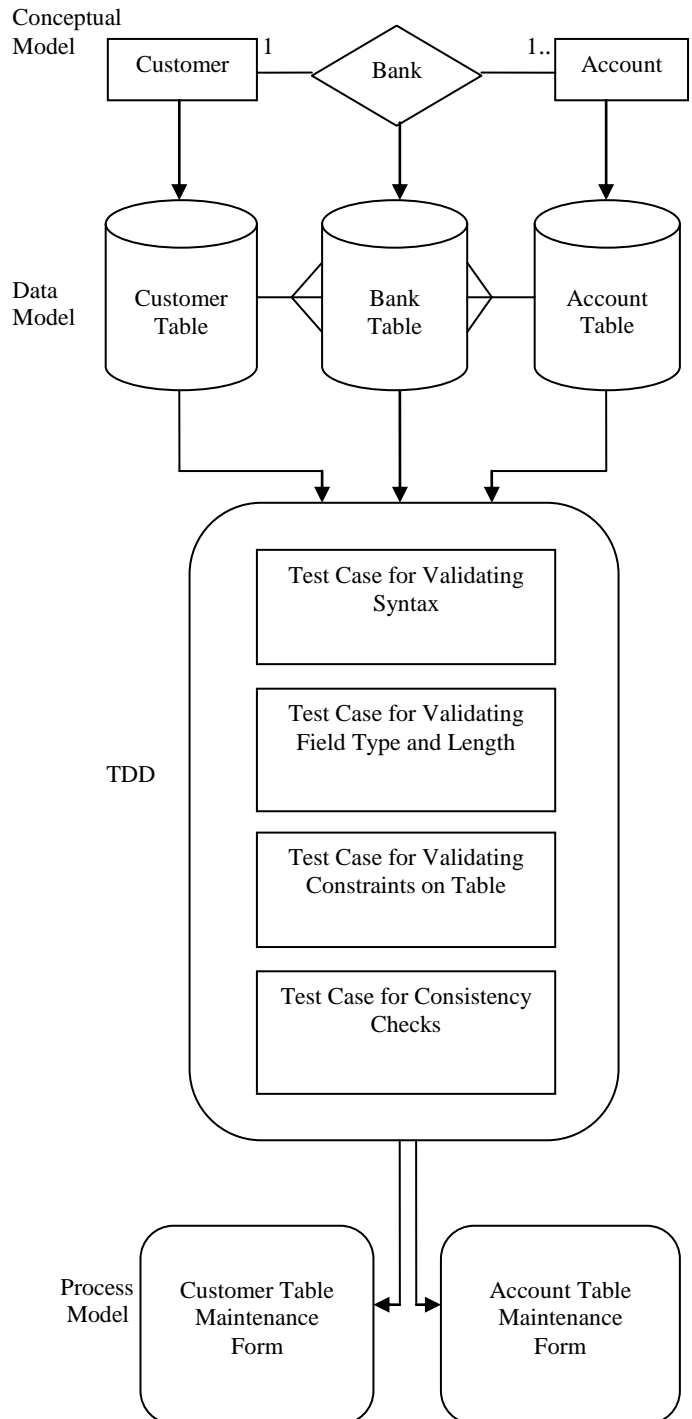 Conceptual
Model
Customer
1
Bank
1..
Account
Data
Model
Customer
Table
Bank
Table
Account
Table
TDD
Test Case for Validating
Syntax
Test Case for Validating
Field Type and Length
Test Case for Validating
Constraints on Table
Test Case for Consistency
Checks
Process
Model
Customer Table
Maintenance
Form
Account Table
Maintenance
Form